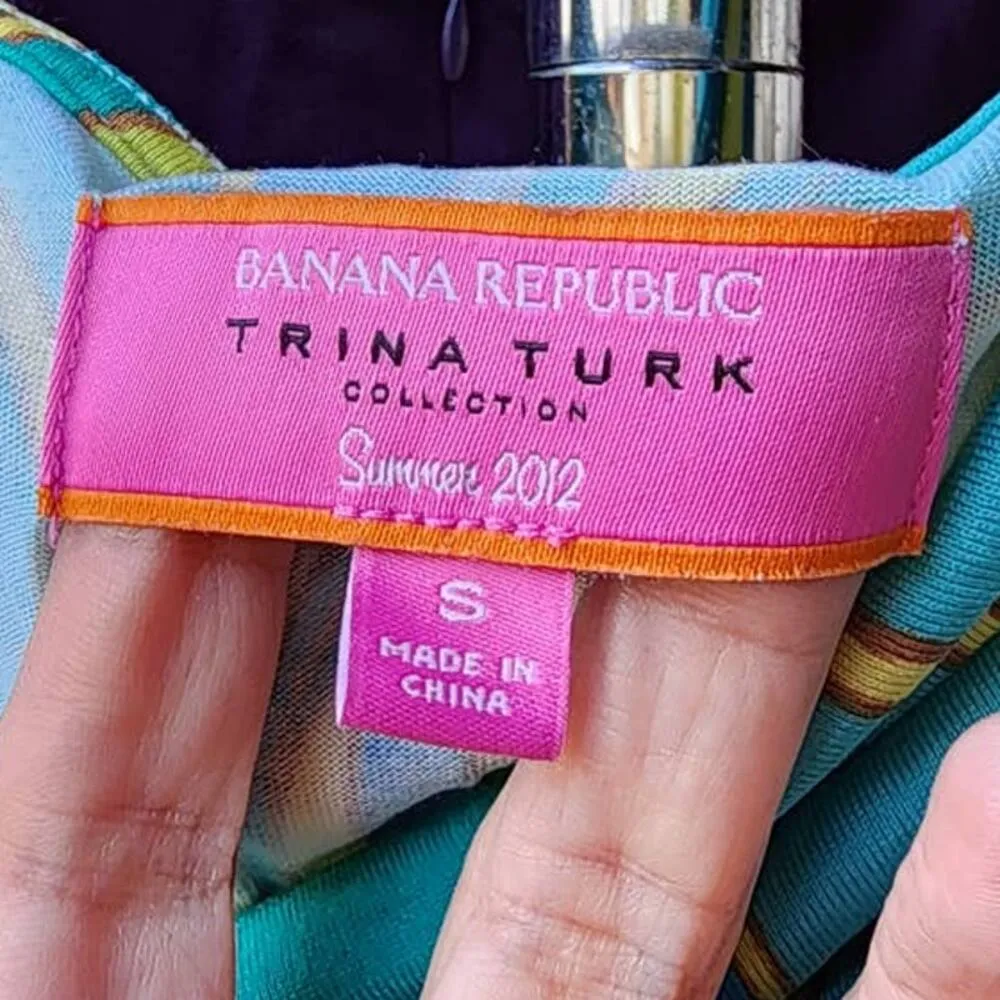 BANANA REPUBLIC
TRINA TURK
COLLECTION
Summer 2012
S
MADE IN
CHINA